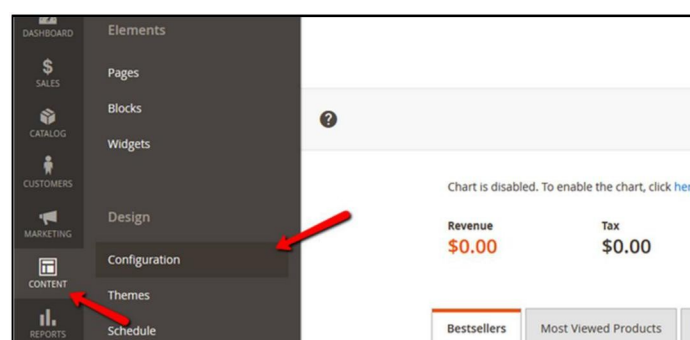 DASHBOARD
$
SALES
CATALOG
CUSTOMERS
MARKETING
CONTENT
REPORTS
Elements
Pages
Blocks
Widgets
Design
Configuration
Themes
Schedule
?
Chart is disabled. To enable the chart, click her
Revenue Tax
$0.00 $0.00
Bestsellers Most Viewed Products